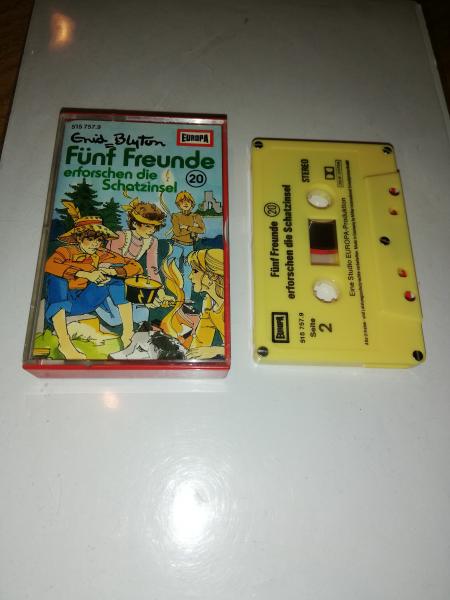 515 757.9
Enid Blyton
EUROPA
Fünf Freunde
erforschen die
Schatzinsel
20
STEREO
Fünf Freunde 20
erforschen die Schatzinsel
Eine Studio EUROPA-Produktion
EUROPA
515 757.9
Seite
2